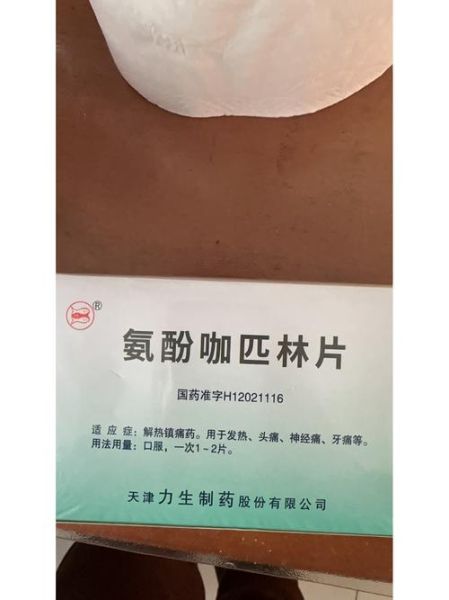 ®
氨酚咖匹林片
国药准字H12021116
适应症：解热镇痛药。用于发热、头痛、神经痛、牙痛等。
用法用量：口服，一次1~2片。
天津力生制药股份有限公司